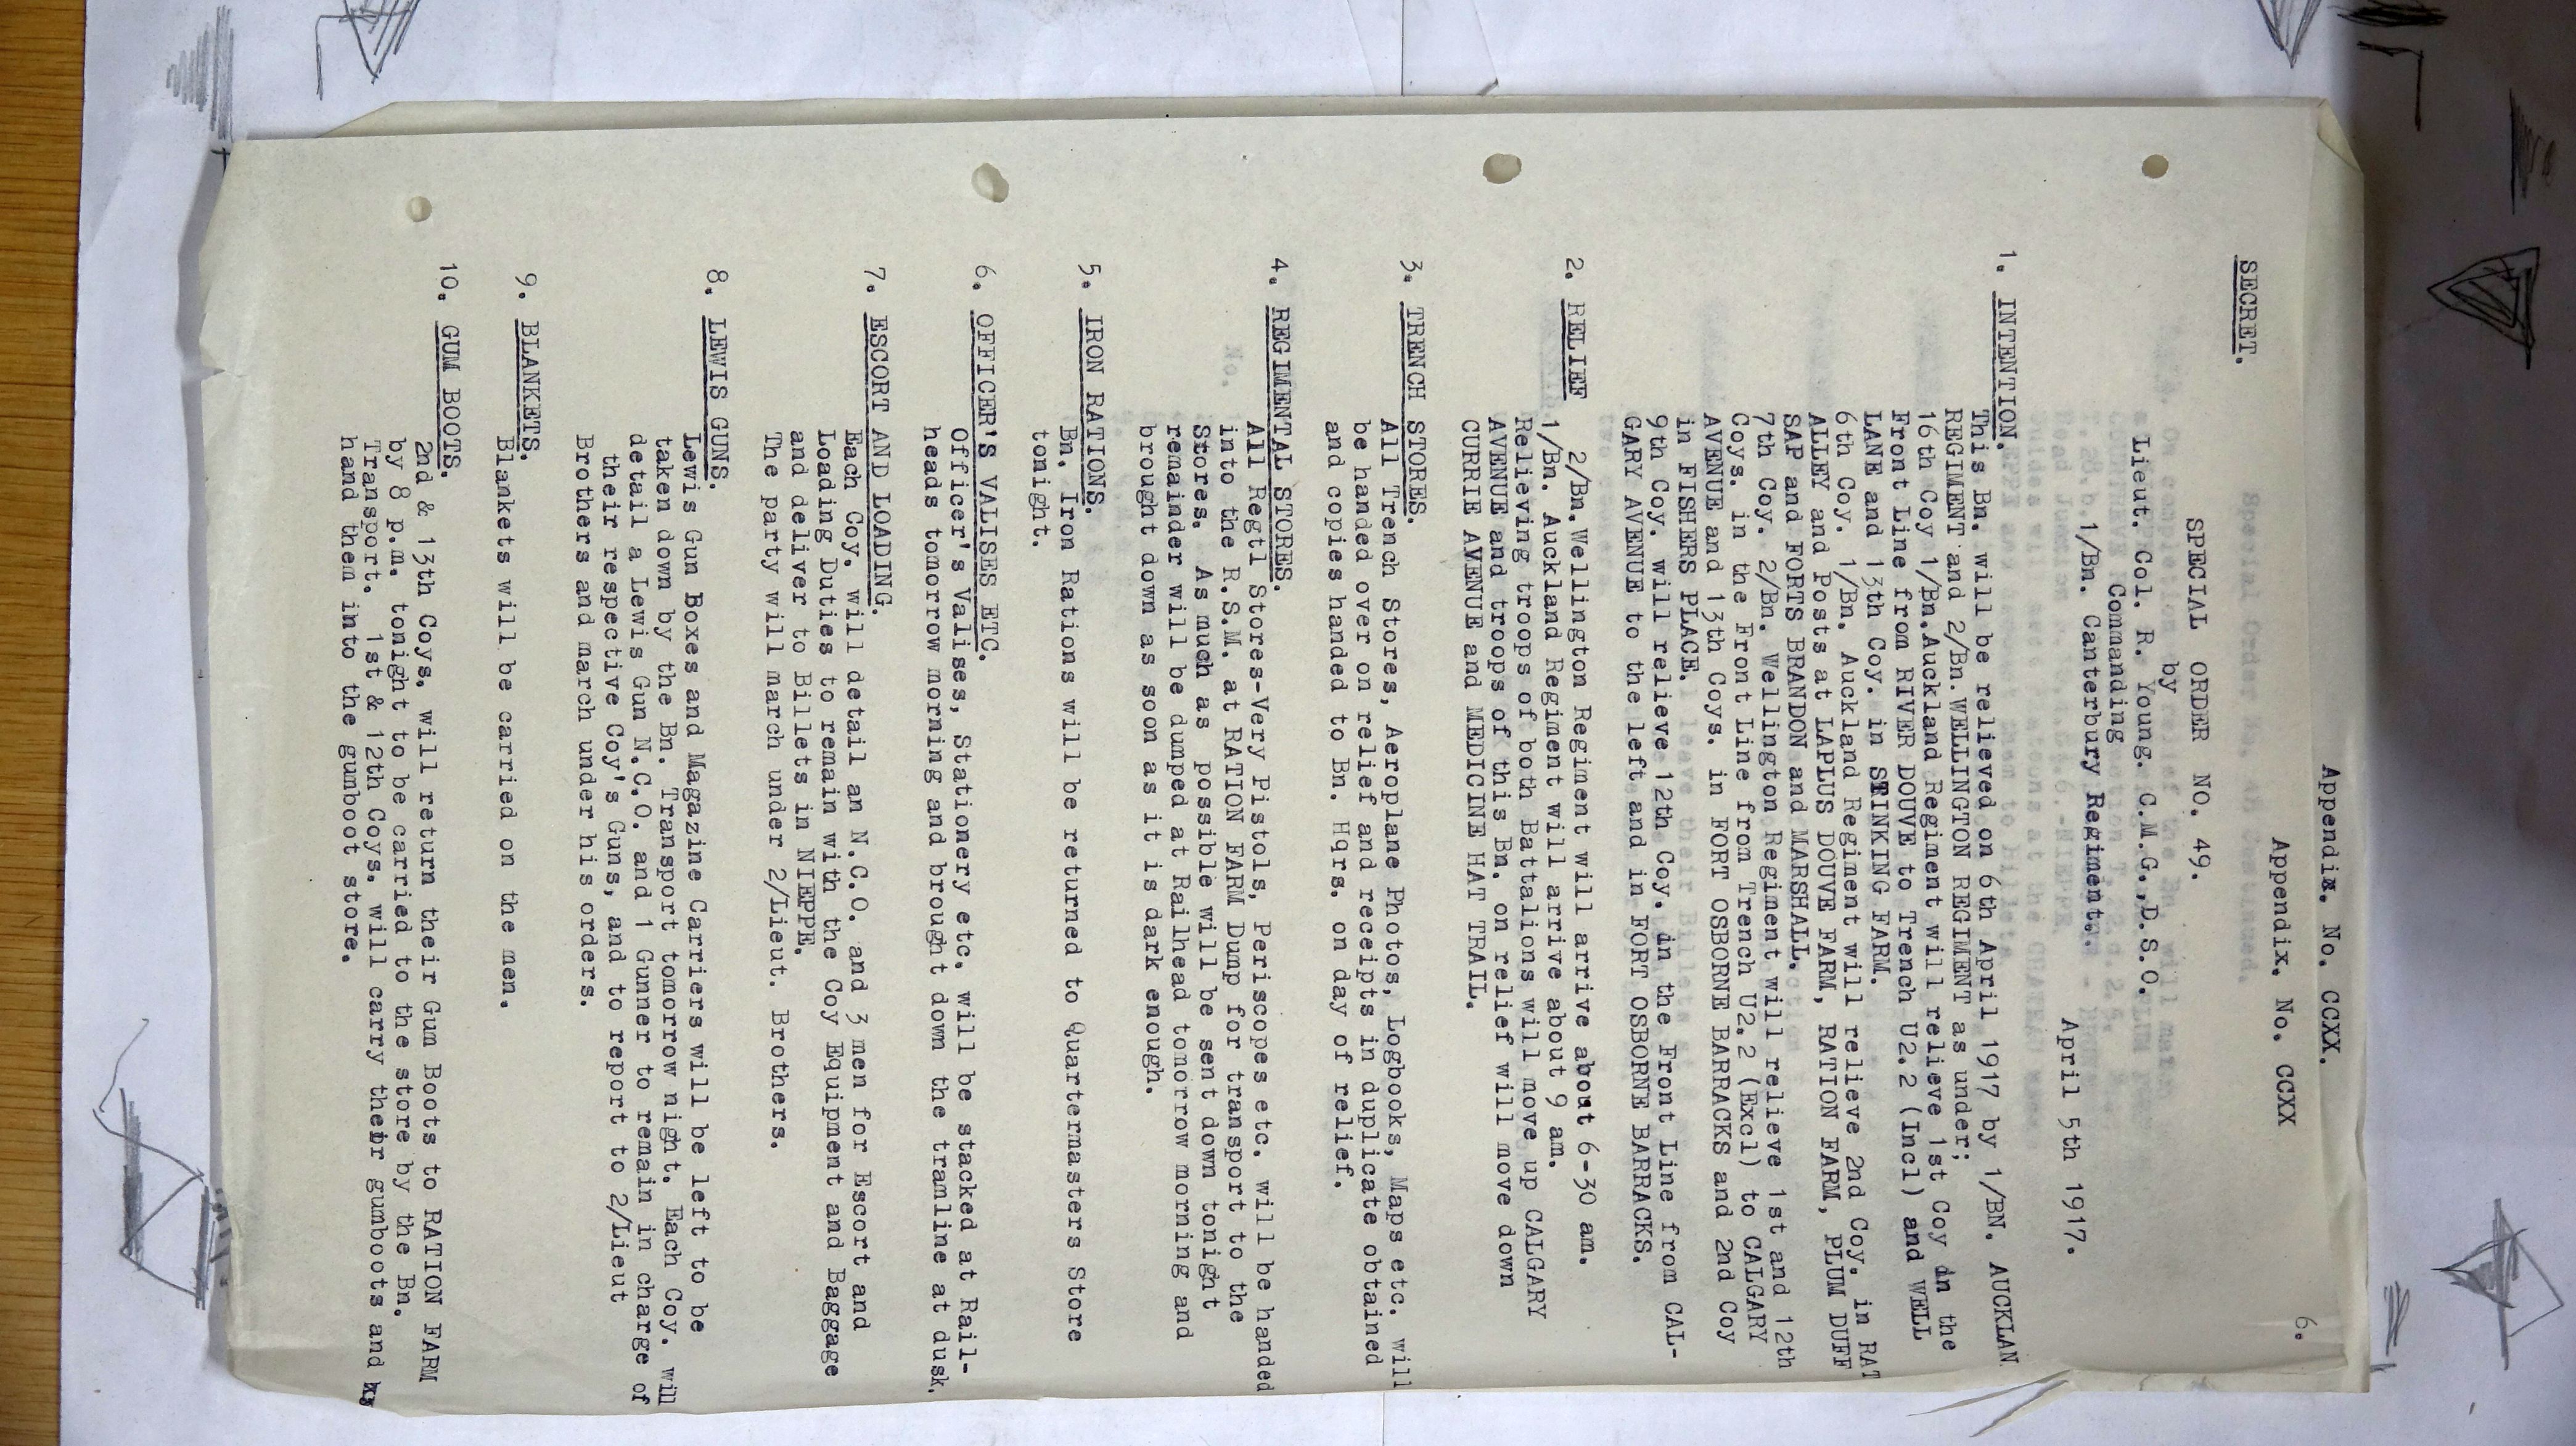 Appendix. No. CCXX.
6.
Appendix. No. CCXX
SECRET.
SPECIAL ORDER NO. 49.
by
Lieut. Col. R. Young. C.M.G.,D.S.O.
Commanding
1/Bn. Canterbury Regiment.
April 5th 1917.
1. INTENTION.
This Bn. will be relieved on 6th April 1917 by 1/BN. AUCKLAN
REGIMENT and 2/Bn.WELLINGTON REGIMENT as under;
16th Coy 1/Bn.Auckland Regiment will relieve 1st Coy in the
Front Line from RIVER DOUVE to Trench U2.2 (Incl) and WELL
LANE and 13th Coy. in STINKING FARM.
6th Coy. 1/Bn. Auckland Regiment will relieve 2nd Coy. in RAT
ALLEY and Posts at LAPLUS DOUVE FARM, RATION FARM, PLUM DUFF
SAP and FORTS BRANDON and MARSHALL.
7th Coy. 2/Bn. Wellington Regiment will relieve 1st and 12th
Coys. in the Front Line from Trench U2.2 (Excl) to CALGARY
AVENUE and 13th Coys. in FORT OSBORNE BARRACKS and 2nd Coy
in FISHERS PLACE.
9th Coy. will relieve 12th Coy. in the Front Line from CAL-
GARY AVENUE to the left and in FORT OSBORNE BARRACKS.
2. RELIEF
2/Bn.Wellington Regiment will arrive about 6-30 am.
1/Bn. Auckland Regiment will arrive about 9 am.
Relieving troops of both Battalions will move up CALGARY
AVENUE and troops of this Bn. on relief will move down
CURRIE AVENUE and MEDICINE HAT TRAIL.
3. TRENCH STORES.
All Trench Stores, Aeroplane Photos, Logbooks, Maps etc. will
be handed over on relief and receipts in duplicate obtained
and copies handed to Bn. Hqrs. on day of relief.
4. REGIMENTAL STORES.
All Regtl Stores-Very Pistols, Periscopes etc. will be handed
into the R.S.M. at RATION FARM Dump for transport to the
Stores. As much as possible will be sent down tonight
remainder will be dumped at Railhead tomorrow morning and
brought down as soon as it is dark enough.
5. IRON RATIONS.
Bn. Iron Rations will be returned to Quartermasters Store
tonight.
6. OFFICER'S VALISES ETC.
Officer's Valises, Stationery etc. will be stacked at Rail-
heads tomorrow morning and brought down the tramline at dusk.
7. ESCORT AND LOADING.
Each Coy. will detail an N.C.O. and 3 men for Escort and
Loading Duties to remain with the Coy Equipment and Baggage
and deliver to Billets in NIEPPE.
The party will march under 2/Lieut. Brothers.
8. LEWIS GUNS.
Lewis Gun Boxes and Magazine Carriers will be left to be
taken down by the Bn. Transport tomorrow night. Each Coy. will
detail a Lewis Gun N.C.O. and 1 Gunner to remain in charge of
their respective Coy's Guns, and to report to 2/Lieut
Brothers and march under his orders.
9. BLANKETS.
Blankets will be carried on the men.
10. GUM BOOTS.
2nd & 13th Coys. will return their Gum Boots to RATION FARM
by 8 p.m. tonight to be carried to the store by the Bn.
Transport. 1st & 12th Coys. will carry their gumboots and
hand them into the gumboot store.